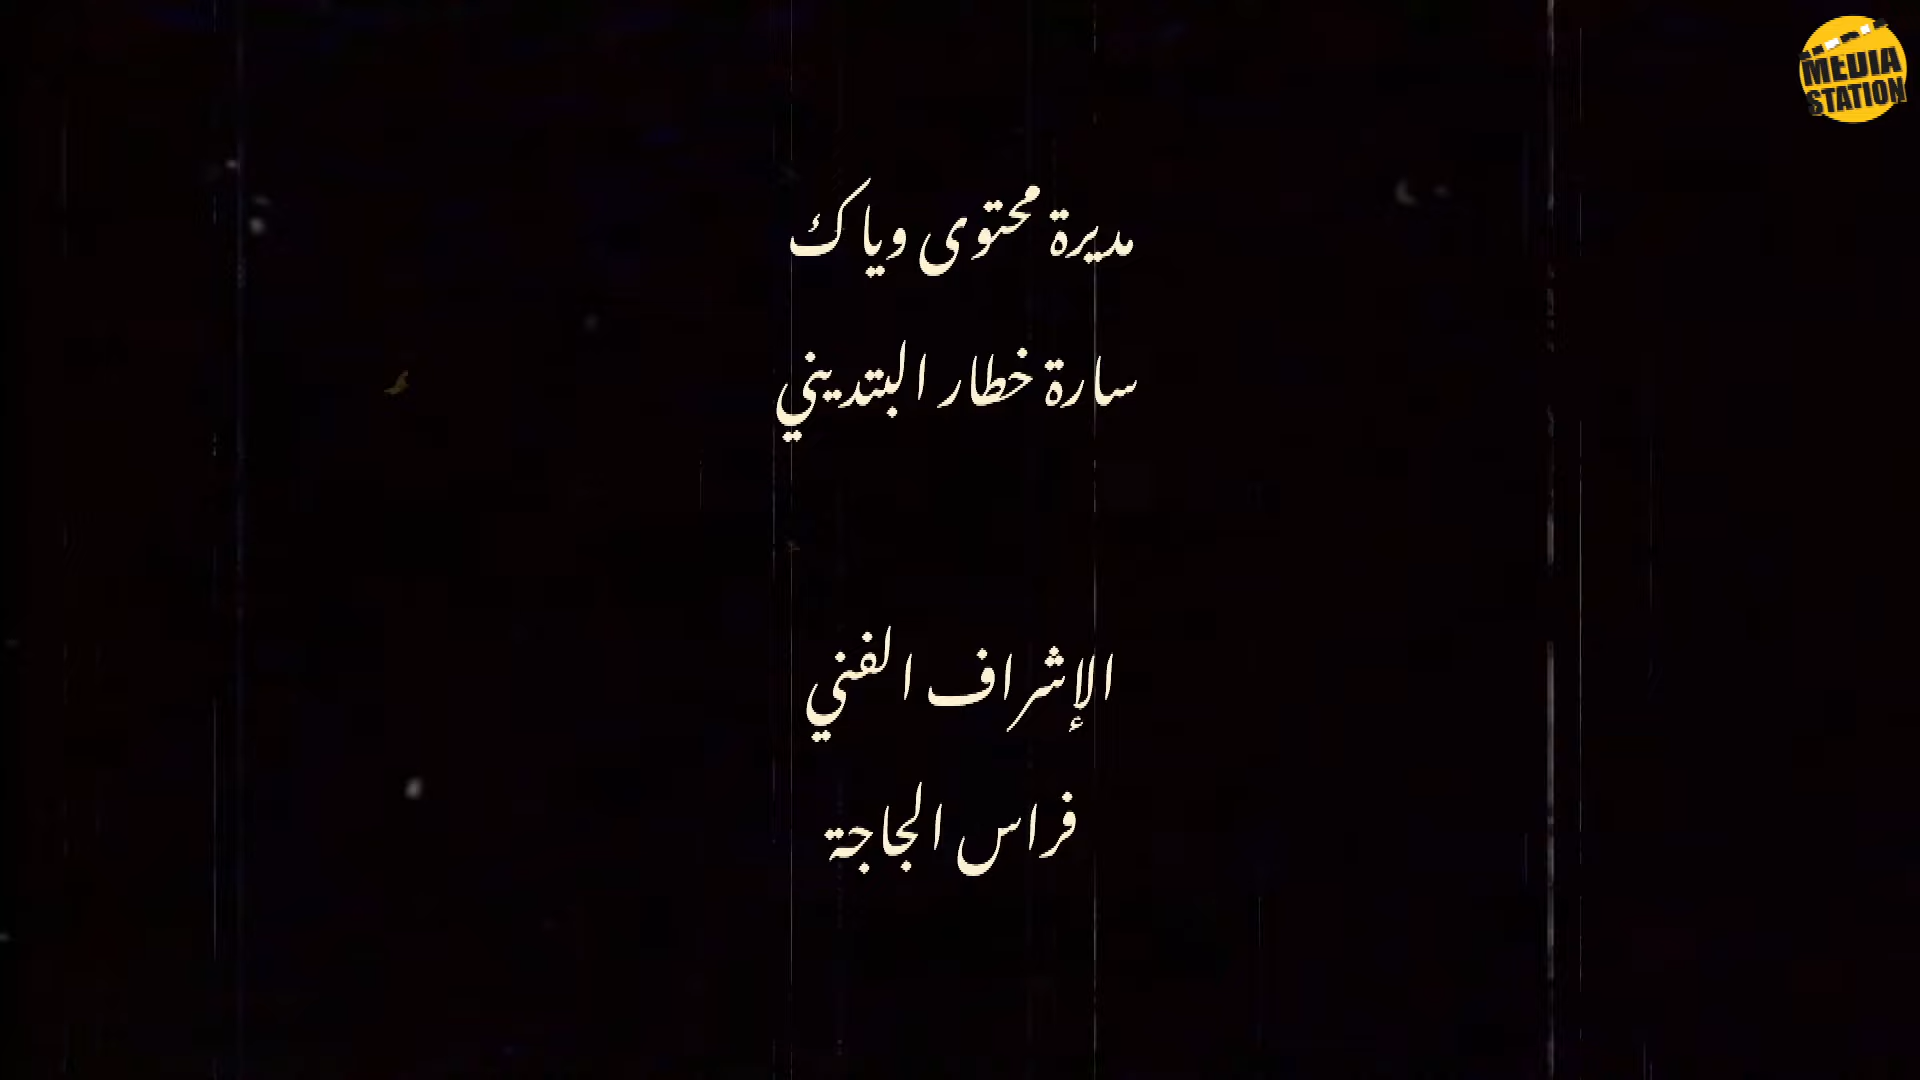 MEDIA
STATION
مديرة محتوى وياك
سارة خطار البتديني
الإشراف الفني
فراس الجاجة